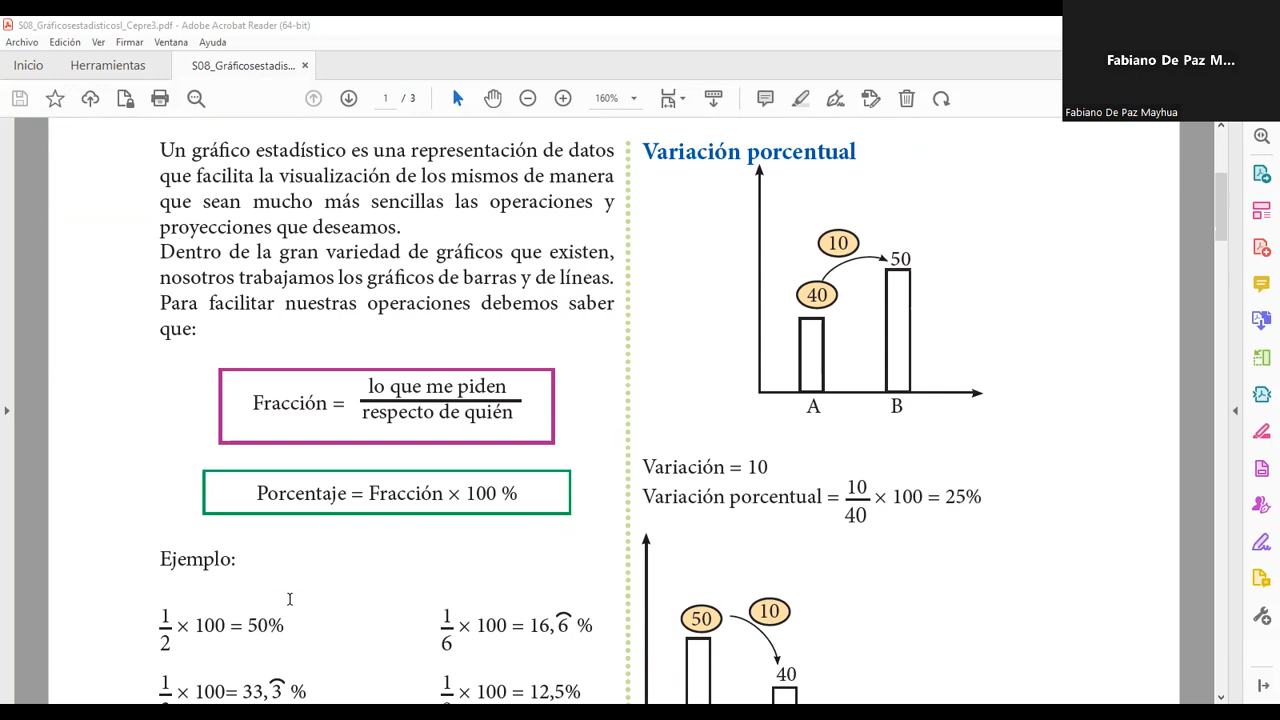 S08_GráficosestadisticosI_Cepre3.pdf - Adobe Acrobat Reader (64-bit)
Archivo Edición Ver Firmar Ventana Ayuda
Inicio Herramientas S08_Gráficosestadis... ×
1 / 3 160%
Fabiano De Paz M...
Fabiano De Paz Mayhua
Un gráfico estadístico es una representación de datos
que facilita la visualización de los mismos de manera
que sean mucho más sencillas las operaciones y
proyecciones que deseamos.
Dentro de la gran variedad de gráficos que existen,
nosotros trabajamos los gráficos de barras y de líneas.
Para facilitar nuestras operaciones debemos saber
que:
Fracción = lo que me piden
respecto de quién
Porcentaje = Fracción × 100 %
Ejemplo:
1/2 × 100 = 50%
1/6 × 100 = 16,6̑ %
1 × 100= 33,3̑ %
1 × 100 = 12,5%
Variación porcentual
10
50
40
A B
Variación = 10
Variación porcentual = 10/40 × 100 = 25%
50
10
40